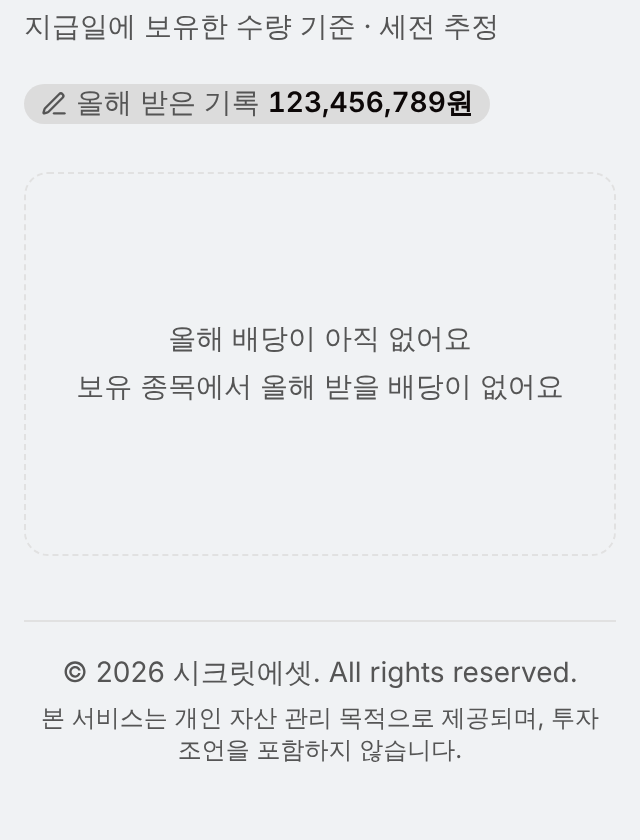 지급일에 보유한 수량 기준 · 세전 추정
올해 받은 기록 123,456,789원
올해 배당이 아직 없어요
보유 종목에서 올해 받을 배당이 없어요
© 2026 시크릿에셋. All rights reserved.
본 서비스는 개인 자산 관리 목적으로 제공되며, 투자
조언을 포함하지 않습니다.